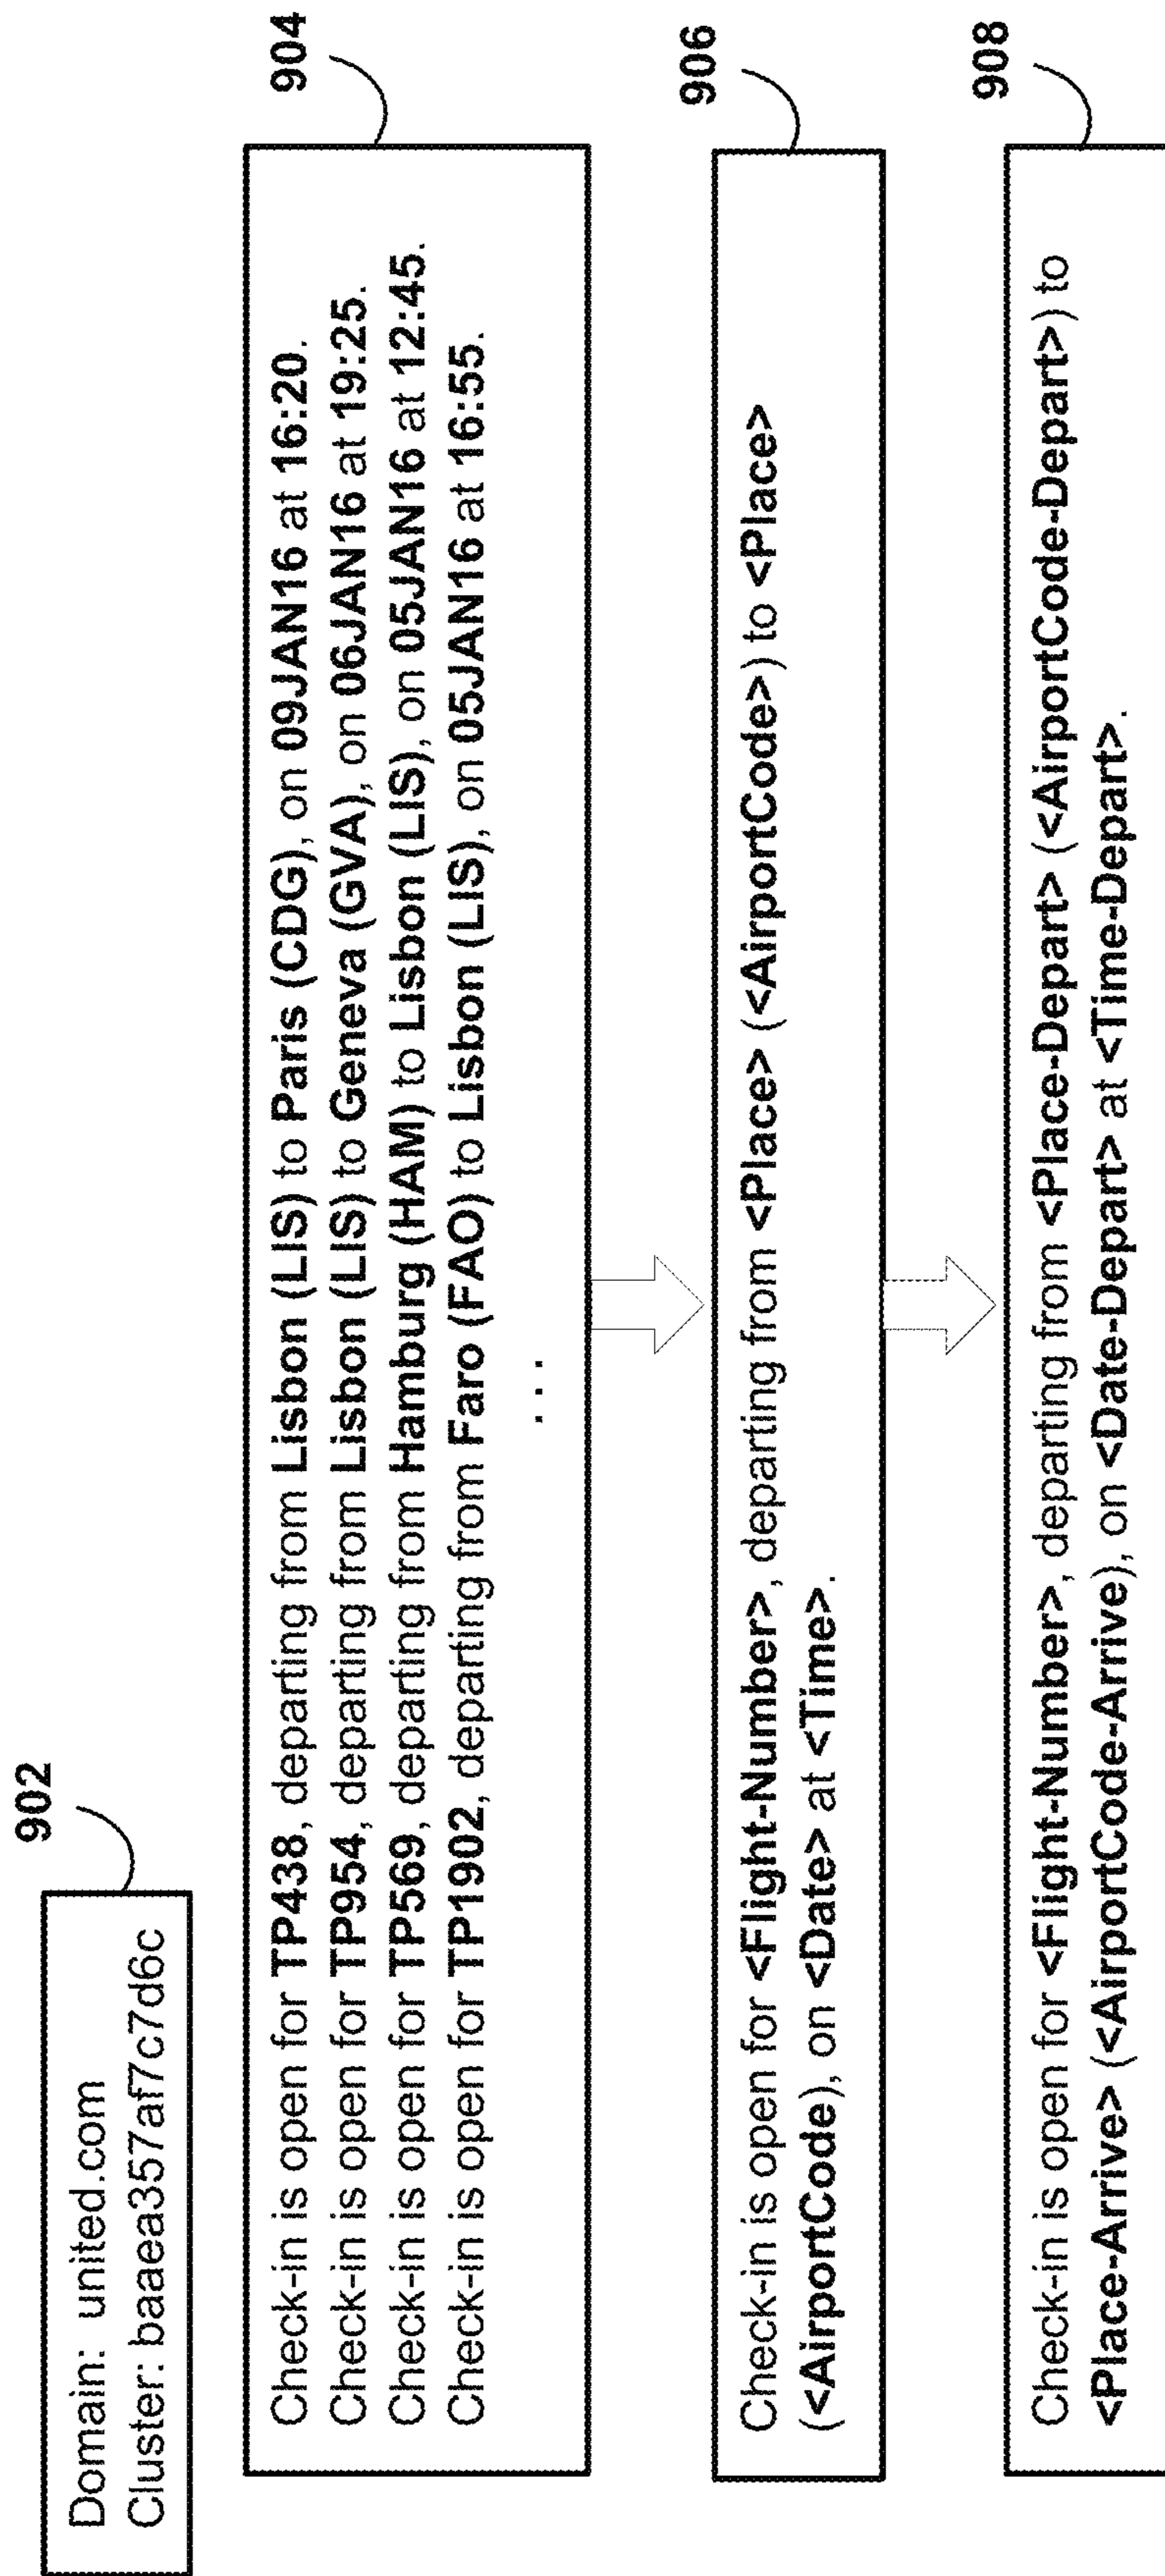 902
Domain: united.com
Cluster: baaea357af7c7d6c
904
Check-in is open for TP438, departing from Lisbon (LIS) to Paris (CDG), on 09JAN16 at 16:20.
Check-in is open for TP954, departing from Lisbon (LIS) to Geneva (GVA), on 06JAN16 at 19:25.
Check-in is open for TP569, departing from Hamburg (HAM) to Lisbon (LIS), on 05JAN16 at 12:45.
Check-in is open for TP1902, departing from Faro (FAO) to Lisbon (LIS), on 05JAN16 at 16:55.
...
906
Check-in is open for <Flight-Number>, departing from <Place> (<AirportCode>) to <Place>
(<AirportCode), on <Date> at <Time>.
908
Check-in is open for <Flight-Number>, departing from <Place-Depart> (<AirportCode-Depart>) to
<Place-Arrive> (<AirportCode-Arrive), on <Date-Depart> at <Time-Depart>.